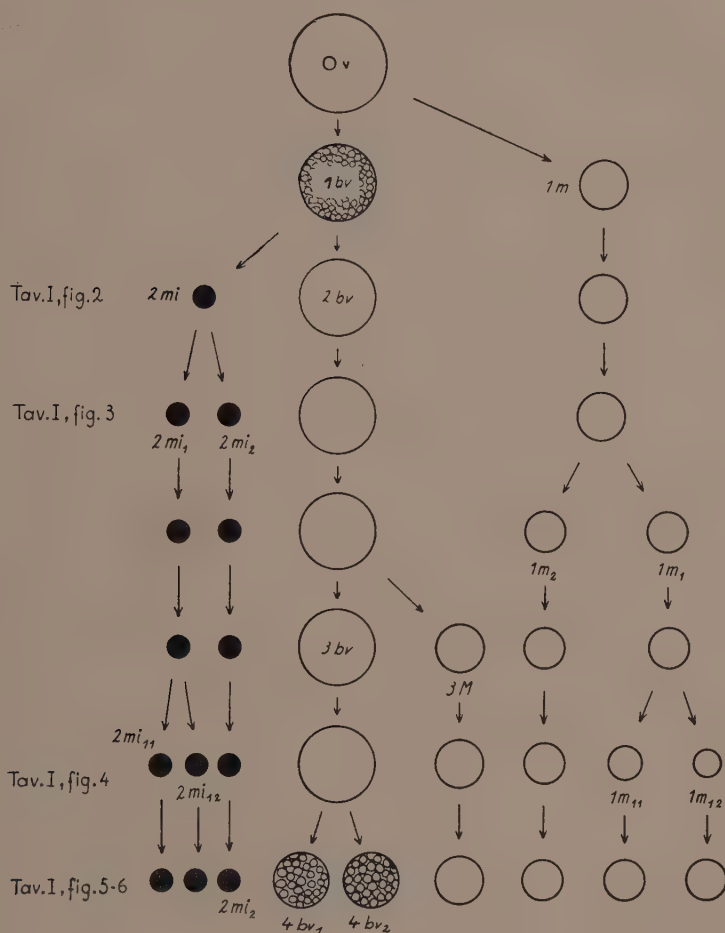 Ov
1bv
1m
Tav.I, fig.2
2mi
2bv
Tav.I, fig.3
2mi₁
2mi₂
1m₂
1m₁
3bv
3M
2mi₁₁
Tav.I, fig.4
2mi₁₂
1m₁₁
1m₁₂
Tav.I, fig.5-6
2mi₂
4bv₁
4bv₂